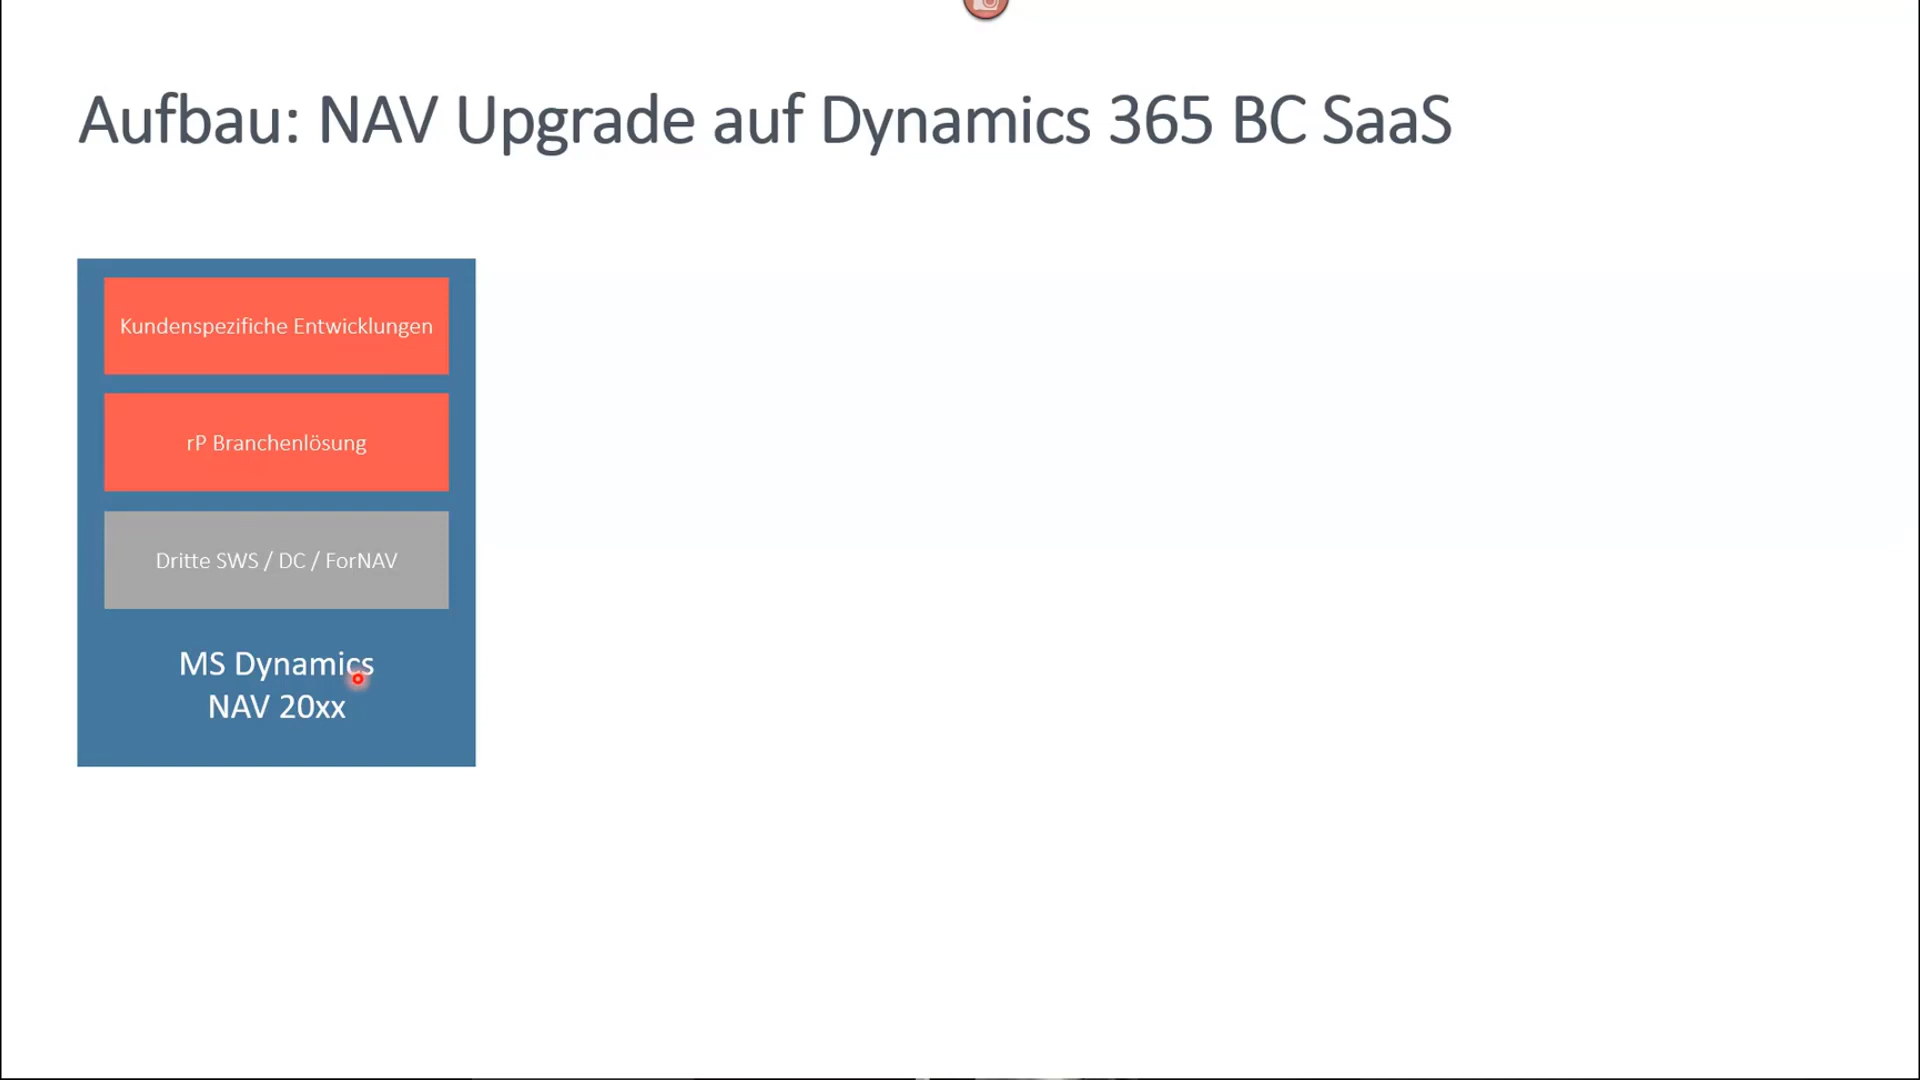 Aufbau: NAV Upgrade auf Dynamics 365 BC SaaS
Kundenspezifiche Entwicklungen
rP Branchenlösung
Dritte SWS / DC / ForNAV
MS Dynamics
NAV 20xx